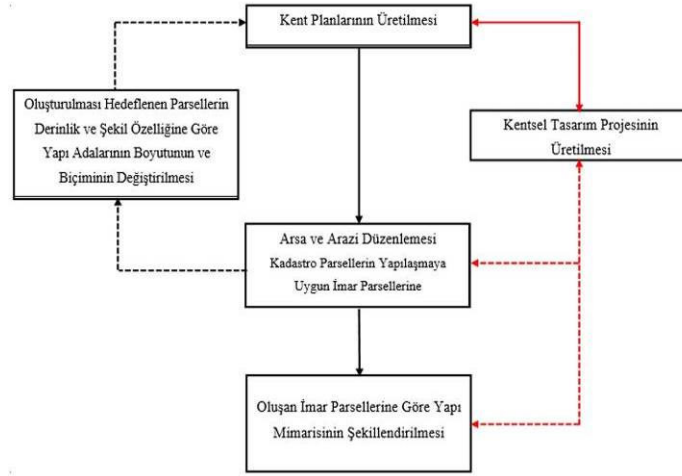 Kent Planlarının Üretilmesi
Oluşturulması Hedeflenen Parsellerin
Derinlik ve Şekil Özelliğine Göre
Yapı Adalarının Boyutunun ve
Biçiminin Değiştirilmesi
Kentsel Tasarım Projesinin
Üretilmesi
Arsa ve Arazi Düzenlemesi
Kadastro Parsellerin Yapılaşmaya
Uygun İmar Parsellerine
Oluşan İmar Parsellerine Göre Yapı
Mimarisinin Şekillendirilmesi